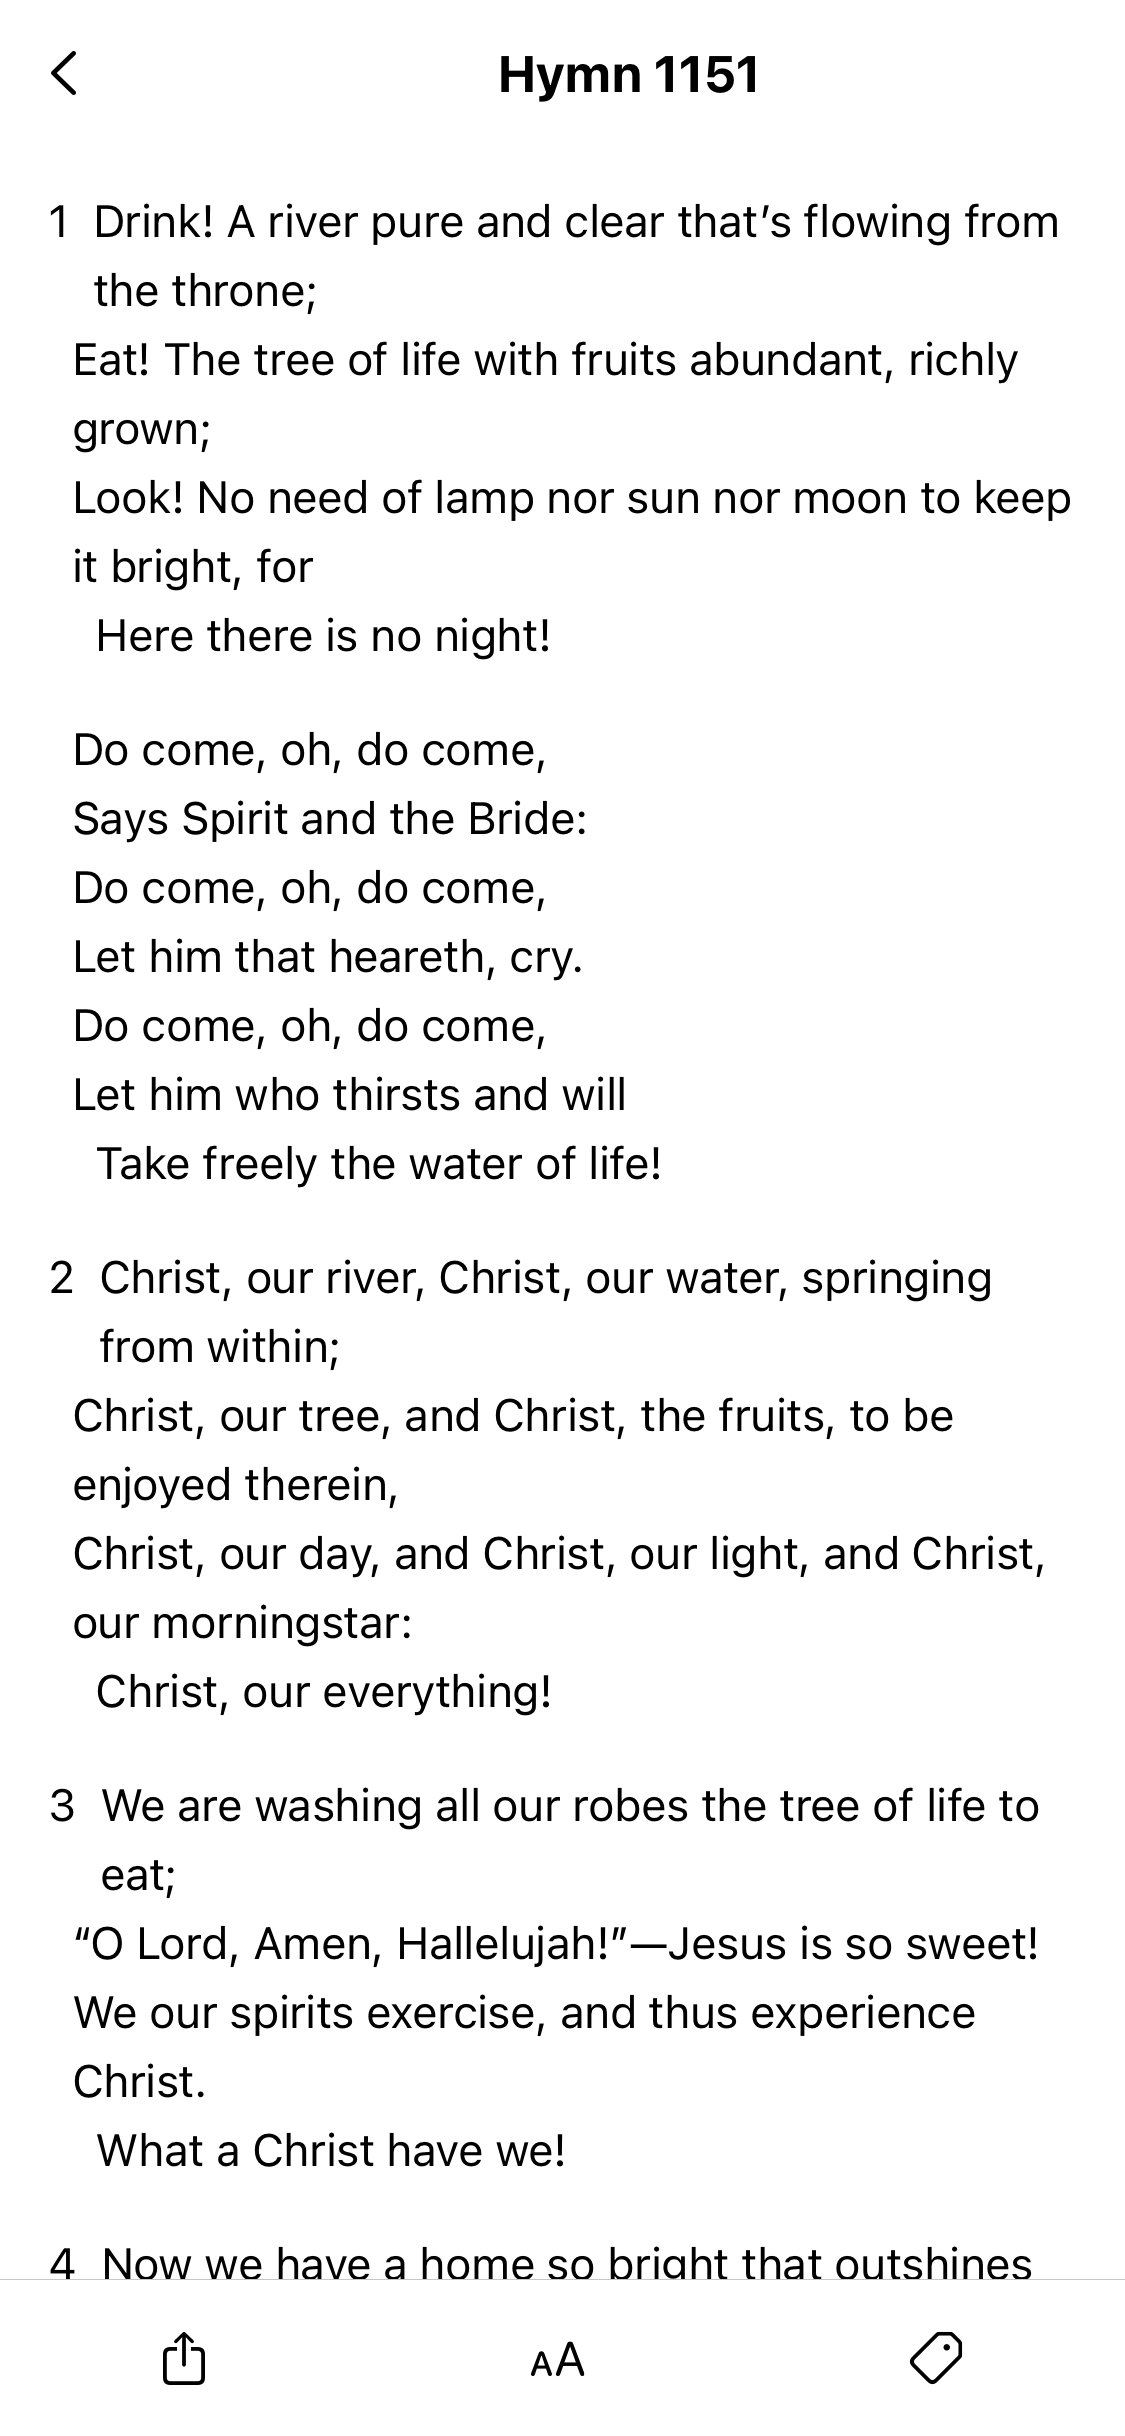 Hymn 1151
1 Drink! A river pure and clear that’s flowing from
the throne;
Eat! The tree of life with fruits abundant, richly
grown;
Look! No need of lamp nor sun nor moon to keep
it bright, for
Here there is no night!
Do come, oh, do come,
Says Spirit and the Bride:
Do come, oh, do come,
Let him that heareth, cry.
Do come, oh, do come,
Let him who thirsts and will
Take freely the water of life!
2 Christ, our river, Christ, our water, springing
from within;
Christ, our tree, and Christ, the fruits, to be
enjoyed therein,
Christ, our day, and Christ, our light, and Christ,
our morningstar:
Christ, our everything!
3 We are washing all our robes the tree of life to
eat;
“O Lord, Amen, Hallelujah!”—Jesus is so sweet!
We our spirits exercise, and thus experience
Christ.
What a Christ have we!
4 Now we have a home so bright that outshines
AA